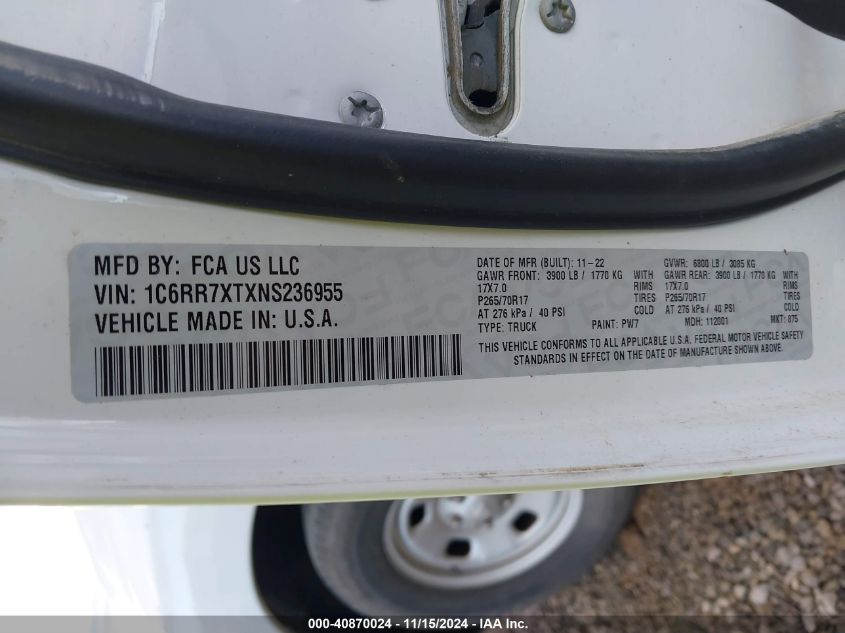 MFD BY: FCA US LLC
VIN: 1C6RR7XTXNS236955
VEHICLE MADE IN: U.S.A.
DATE OF MFR (BUILT): 11-22 GVWR: 6800 LB / 3085 KG
GAWR FRONT: 3900 LB / 1770 KG WITH GAWR REAR: 3900 LB / 1770 KG WITH
17X7.0 RIMS 17X7.0 RIMS
P265/70R17 P265/70R17
AT 276 kPa / 40 PSI COLD AT 276 kPa / 40 PSI COLD
TYPE: TRUCK PAINT: PW7 MDH: 112001 MKT: 875
THIS VEHICLE CONFORMS TO ALL APPLICABLE U.S.A. FEDERAL MOTOR VEHICLE SAFETY
STANDARDS IN EFFECT ON THE DATE OF MANUFACTURE SHOWN ABOVE.
000-40870024 - 11/15/2024 - IAAI.com